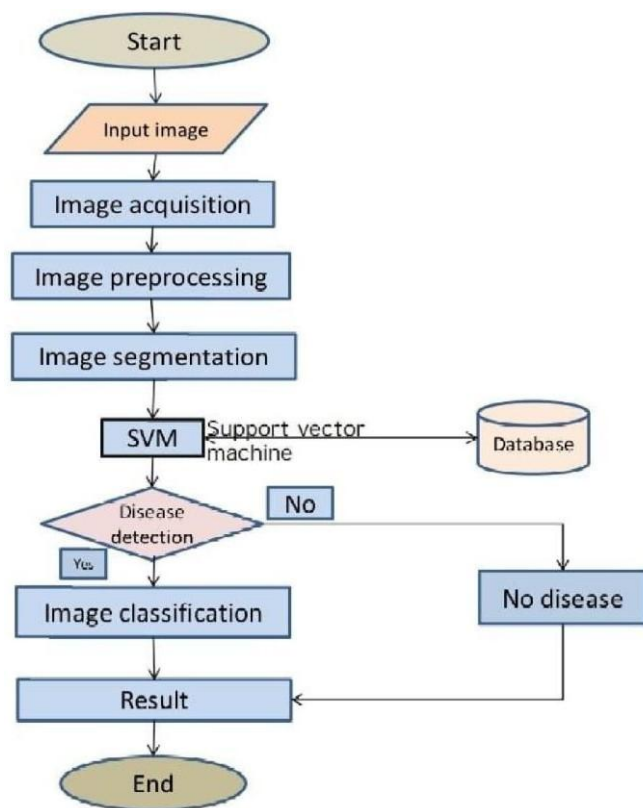 Start
Input image
Image acquisition
Image preprocessing
Image segmentation
SVM
Support vector
machine
Database
Disease
detection
No
Yes
Image classification
No disease
Result
End